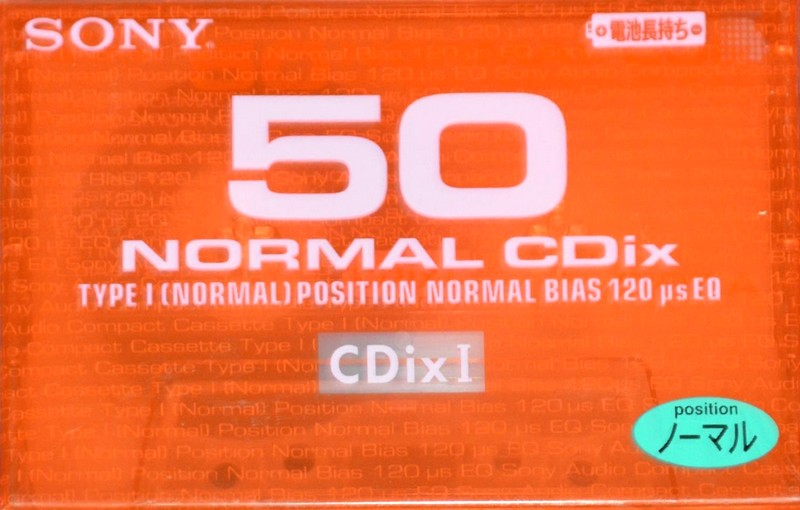 SONY
電池長持ち
50
NORMAL CDix
TYPE I (NORMAL) POSITION NORMAL BIAS 120 μs EQ
CDix I
position
ノーマル